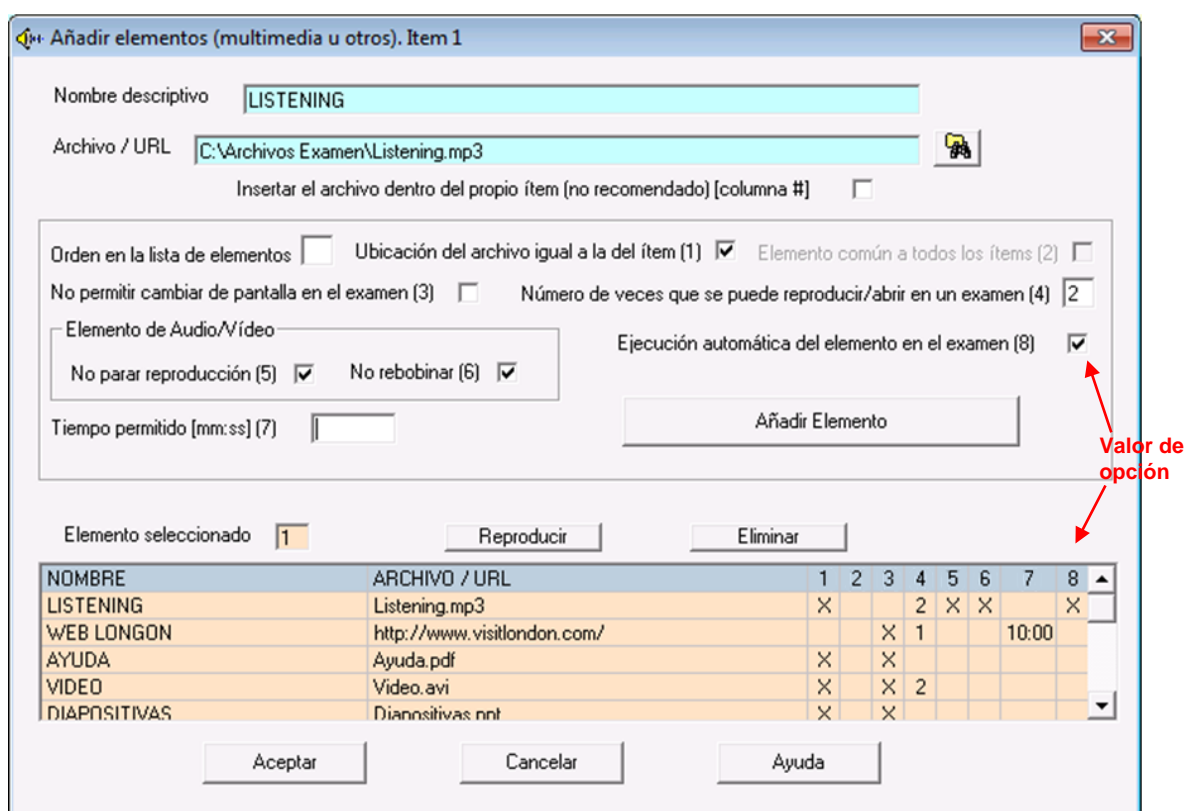 Añadir elementos (multimedia u otros). Item 1
Nombre descriptivo LISTENING
Archivo / URL C:\Archivos Examen\Listening.mp3
Insertar el archivo dentro del propio ítem (no recomendado) [columna #]
Orden en la lista de elementos Ubicación del archivo igual a la del ítem (1) Elemento común a todos los ítems (2)
No permitir cambiar de pantalla en el examen (3) Número de veces que se puede reproducir/abrir en un examen (4) 2
Elemento de Audio/Vídeo
Ejecución automática del elemento en el examen (8)
No parar reproducción (5) No rebobinar (6)
Tiempo permitido [mm:ss] (7)
Añadir Elemento
Valor de
opción
Elemento seleccionado 1 Reproducir Eliminar
NOMBRE ARCHIVO / URL 1 2 3 4 5 6 7 8
LISTENING Listening.mp3 X 2 X X X
WEB LONGON http://www.visitlondon.com/ X 1 10:00
AYUDA Ayuda.pdf X X
VIDEO Video.avi X X 2
DIAPOSITIVAS Diapositivas.ppt X X
Aceptar Cancelar Ayuda